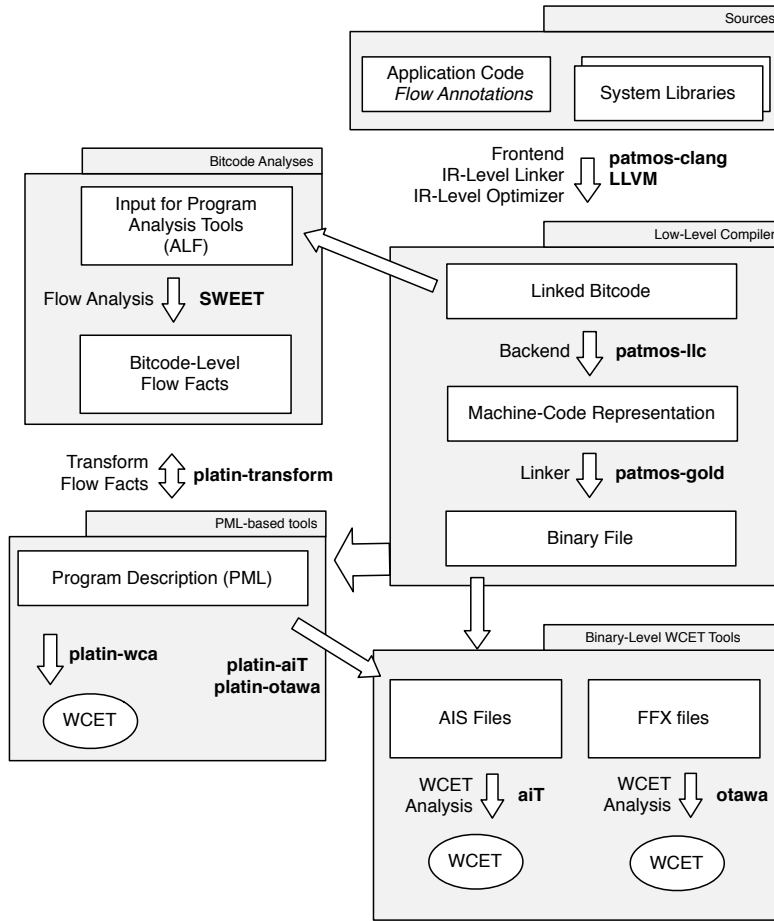 Sources
Application Code
Flow Annotations
System Libraries
Frontend
IR-Level Linker
IR-Level Optimizer
patmos-clang
LLVM
Bitcode Analyses
Input for Program
Analysis Tools
(ALF)
Flow Analysis
SWEET
Bitcode-Level
Flow Facts
Low-Level Compiler
Linked Bitcode
Backend
patmos-llc
Machine-Code Representation
Linker
patmos-gold
Binary File
Transform
Flow Facts
platin-transform
PML-based tools
Program Description (PML)
platin-wca
WCET
platin-aiT
platin-otawa
Binary-Level WCET Tools
AIS Files
FFX files
WCET
Analysis
aiT
WCET
Analysis
otawa
WCET
WCET